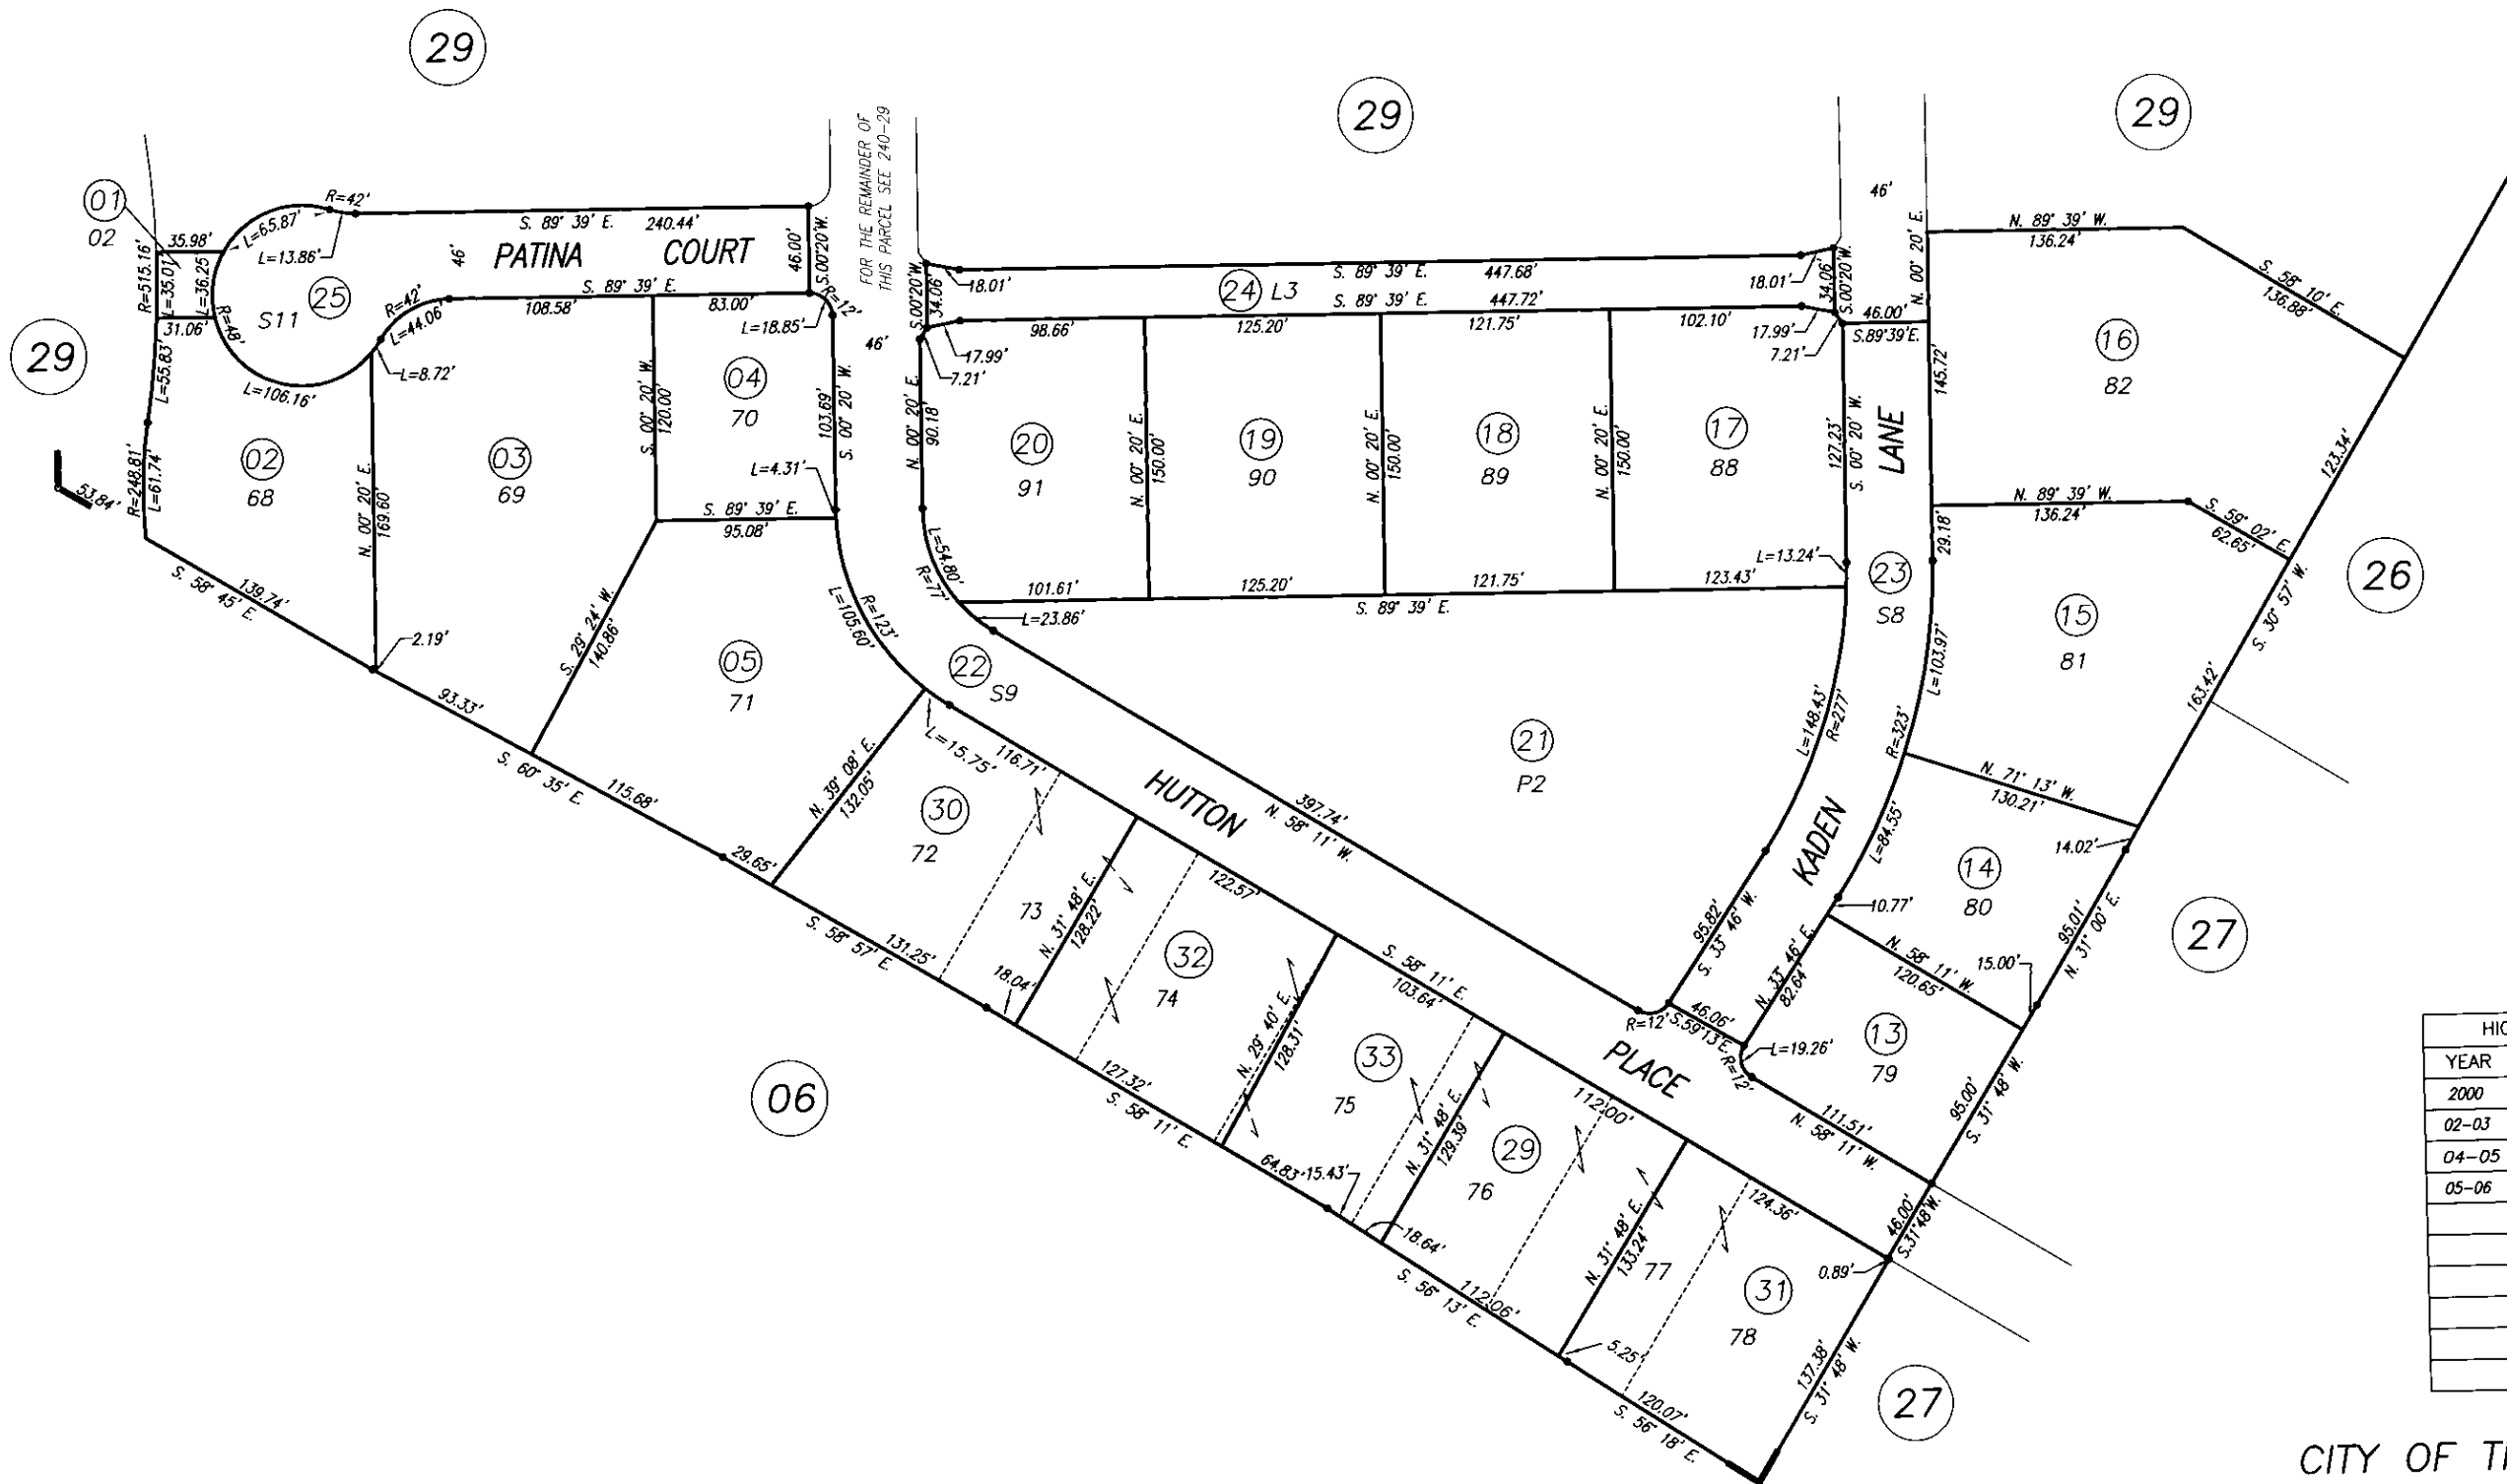 29
29
29
29
01
02
R=42'
L=65.87'
L=13.86'
35.98'
R=515.16'
L=35.01'
L=36.25
31.06'
R=48'
25
S11
46'
S. 89° 39' E. 240.44'
PATINA COURT
46.00'
S.00°20'W.
FOR THE REMAINDER OF
THIS PARCEL SEE 240-29
R=42'
L=44.06'
S. 89° 39' E.
108.58'
83.00'
R=12'
L=18.85'
L=8.72'
L=106.16'
L=55.83'
R=248.81'
L=61.74'
53.84'
02
68
N. 00° 20' E.
169.60'
03
69
S. 00° 20' W.
120.00'
04
70
103.69'
S. 00° 20' W.
L=4.31'
S. 89° 39' E.
95.08'
46'
S.00°20'W.
34.06'
18.01'
17.99'
7.21'
N. 00° 20' E.
90.18'
24 L3
S. 89° 39' E. 447.68'
S. 89° 39' E. 447.72'
18.01'
34.06'
S.00°20'W.
17.99'
7.21'
46'
N. 00° 20' E.
46.00'
S.89°39'E.
98.66'
125.20'
121.75'
102.10'
20
91
N. 00° 20' E.
150.00'
19
90
N. 00° 20' E.
150.00'
18
89
N. 00° 20' E.
150.00'
17
88
127.23'
S. 00° 20' W.
LANE
145.72'
N. 89° 39' W.
136.24'
S. 58° 10' E.
136.88'
16
82
123.34'
N. 89° 39' W.
136.24'
S. 59° 02' E.
62.65'
29.18'
L=13.24'
23
S8
26
15
81
S. 30° 57' W.
163.42'
L=103.97'
R=323'
L=148.43'
R=277'
L=54.80'
R=77'
101.61'
125.20'
121.75'
123.43'
S. 89° 39' E.
L=23.86'
R=123'
L=105.60'
22
S9
139.74'
S. 58° 45' E.
2.19'
93.33'
S. 29° 24' W.
140.86'
05
71
S. 60° 35' E.
115.68'
29.65'
N. 39° 08' E.
132.05'
L=15.75'
116.71'
HUTTON
397.74'
N. 58° 11' W.
21
P2
KADEN
N. 71° 13' W.
130.21'
L=84.55'
14.02'
14
80
10.77'
30
72
73
N. 31° 48' E.
128.22'
122.57'
S. 58° 57' E.
131.25'
18.04'
32
74
95.82'
S. 33° 46' W.
N. 33° 46' E.
82.64'
N. 58° 11' W.
120.65'
95.01'
N. 31° 00' E.
15.00'
27
S. 58° 11' E.
103.64'
R=12'
46.06'
S.59°13'E.
L=19.26'
R=12'
13
79
06
127.32'
S. 58° 11' E.
N. 29° 40' E.
128.31'
33
75
PLACE
111.51'
N. 58° 11' W.
95.00'
S. 31° 48' W.
64.83'
15.43'
N. 31° 48' E.
129.39'
29
76
112.00'
18.64'
S. 56° 13' E.
112.06'
N. 31° 48' E.
133.24'
77
124.36'
46.00'
S.31°48'W.
0.89'
31
78
5.25'
120.07'
S. 56° 18' E.
137.38'
S. 31° 48' W.
27
YEAR
2000
02-03
04-05
05-06
CITY OF